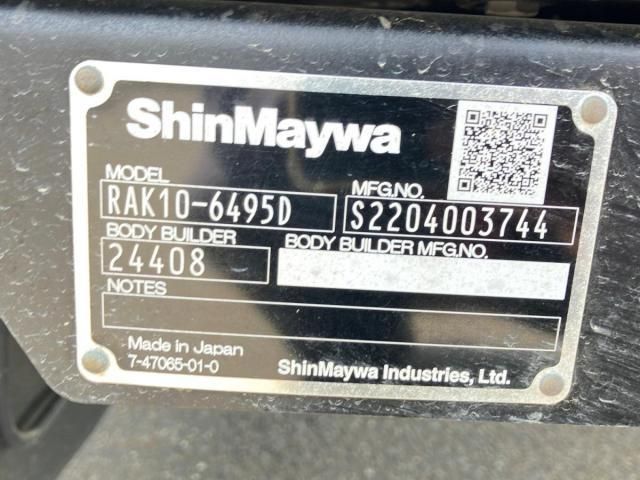 ShinMaywa
MODEL
MFG.NO.
RAK10-6495D
S2204003744
BODY BUILDER
BODY BUILDER MFG.NO.
24408
NOTES
Made in Japan
7-47065-01-0
ShinMaywa Industries, Ltd.